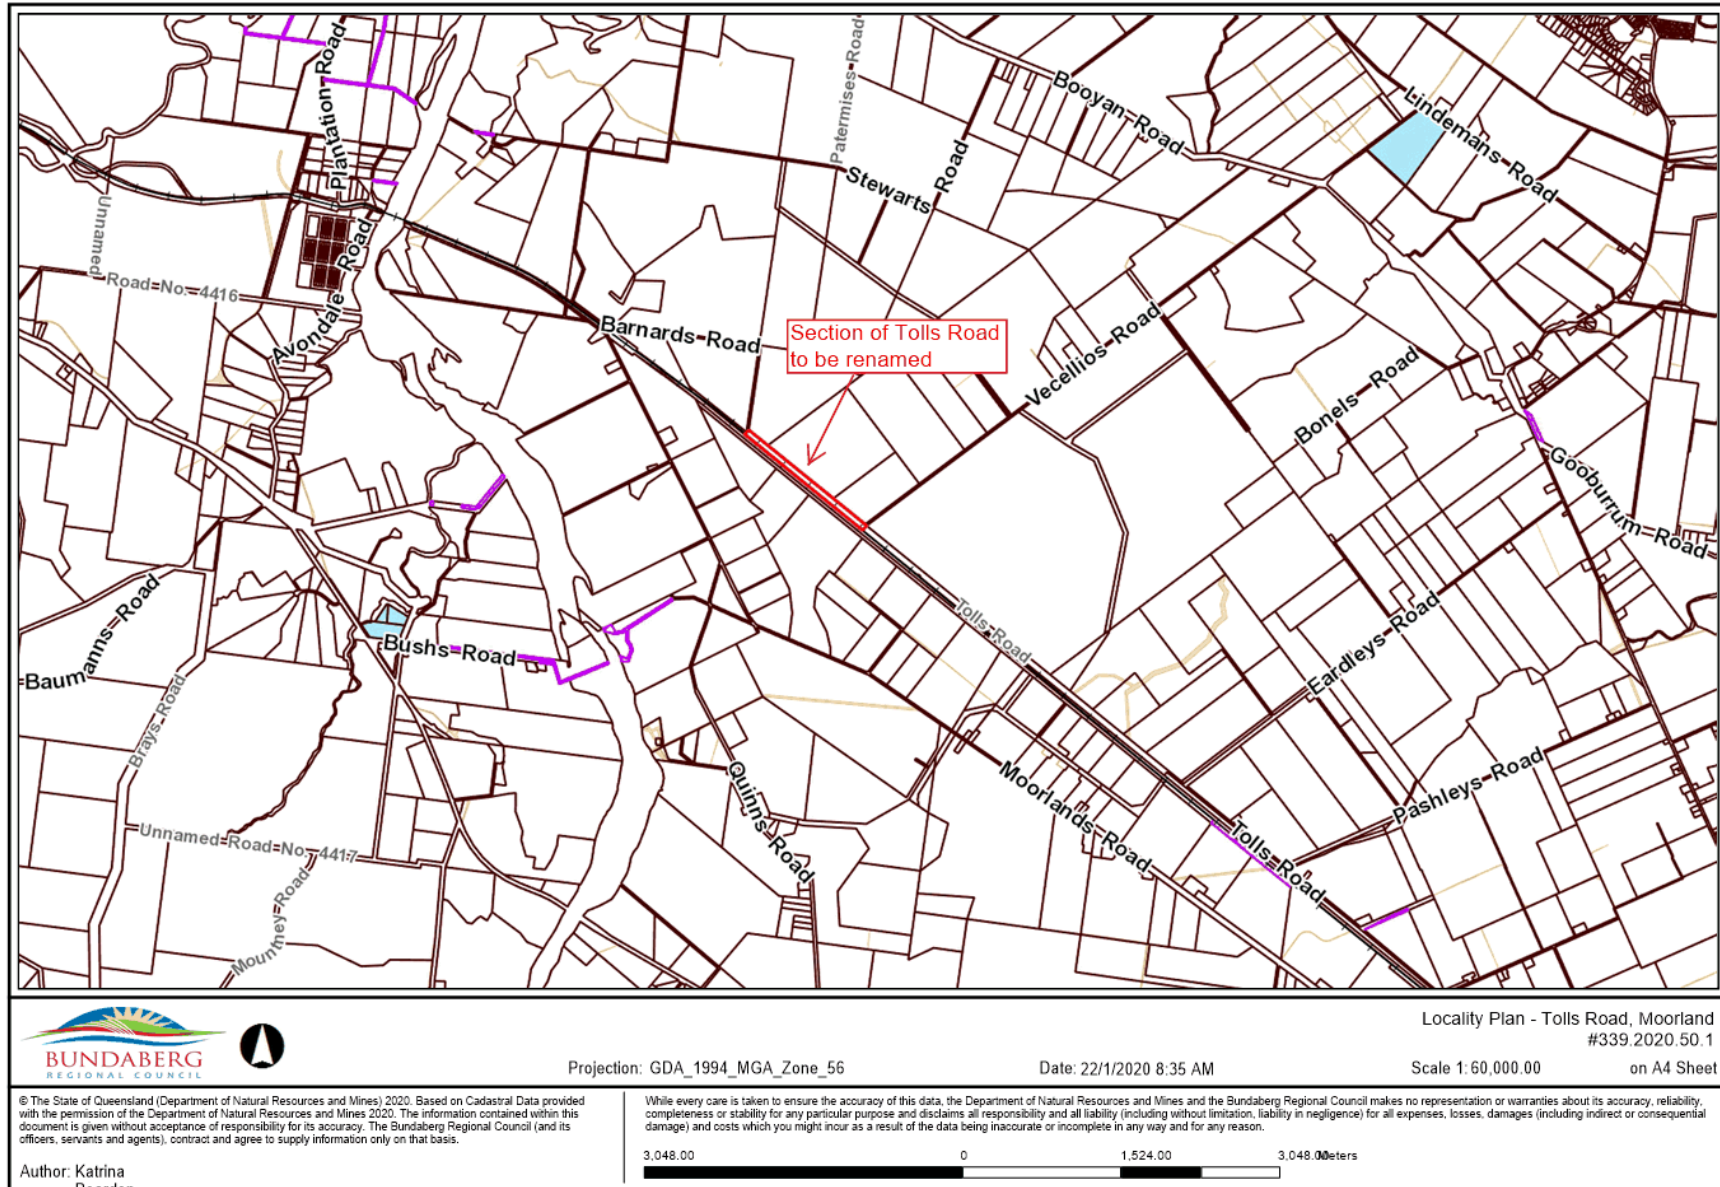 Plantation Road
Patermises Road
Booyan Road
Lindemans Road
Stewarts Road
Unnamed Road No. 4416
Avondale Road
Barnards Road
Section of Tolls Road
to be renamed
Vecellios Road
Bonels Road
Gooburrum Road
Baumanns Road
Bushs Road
Tolls Road
Eardleys Road
Brays Road
Quinns Road
Moorlands Road
Pashleys Road
Tolls Road
Unnamed Road No. 4417
Mountmey Road
BUNDABERG
REGIONAL COUNCIL
Locality Plan - Tolls Road, Moorland
#339.2020.50.1
Projection: GDA_1994_MGA_Zone_56
Date: 22/1/2020 8:35 AM
Scale 1:60,000.00
on A4 Sheet
© The State of Queensland (Department of Natural Resources and Mines) 2020. Based on Cadastral Data provided
with the permission of the Department of Natural Resources and Mines 2020. The information contained within this
document is given without acceptance of responsibility for its accuracy. The Bundaberg Regional Council (and its
officers, servants and agents), contract and agree to supply information only on that basis.
While every care is taken to ensure the accuracy of this data, the Department of Natural Resources and Mines and the Bundaberg Regional Council makes no representation or warranties about its accuracy, reliability,
completeness or stability for any particular purpose and disclaims all responsibility and all liability (including without limitation, liability in negligence) for all expenses, losses, damages (including indirect or consequential
damage) and costs which you might incur as a result of the data being inaccurate or incomplete in any way and for any reason.
3,048.00
0
1,524.00
3,048.00 Meters
Author: Katrina